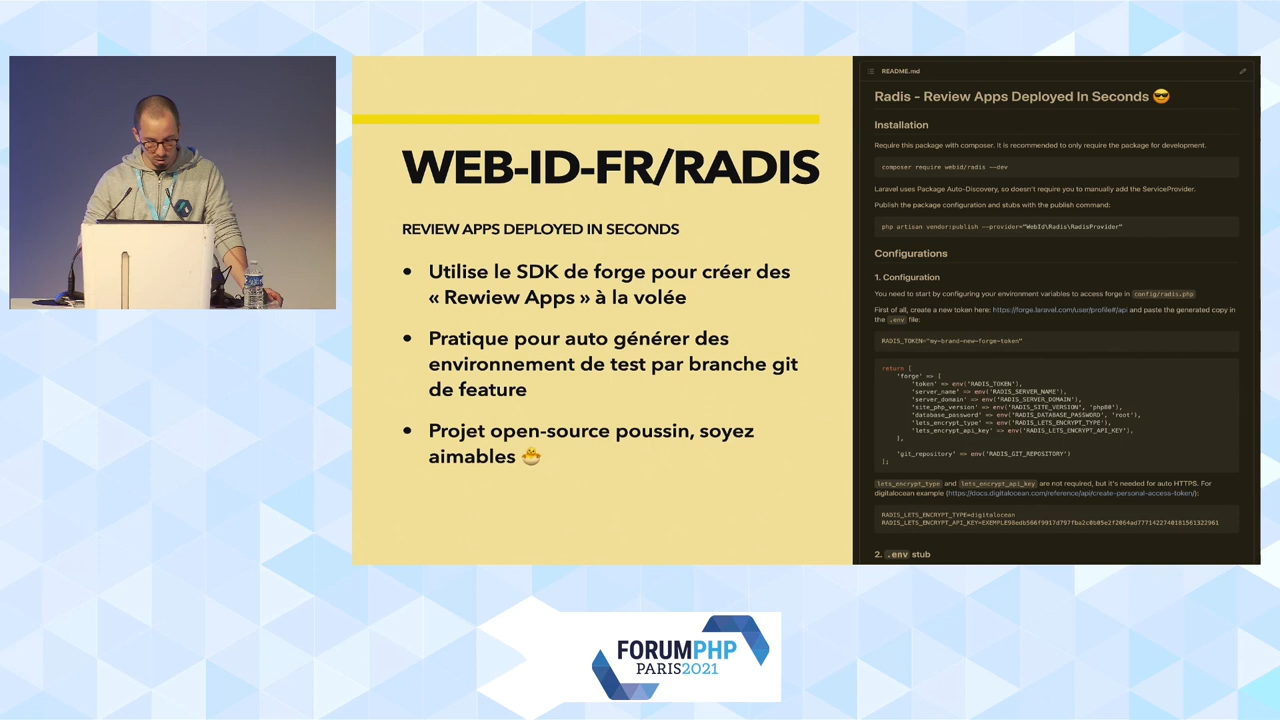 WEB-ID-FR/RADIS
REVIEW APPS DEPLOYED IN SECONDS
• Utilise le SDK de forge pour créer des
« Rewiew Apps » à la volée
• Pratique pour auto générer des
environnement de test par branche git
de feature
• Projet open-source poussin, soyez
aimables 🐣
README.md
Radis - Review Apps Deployed In Seconds 😎
Installation
Require this package with composer. It is recommended to only require the package for development.
composer require webid/radis --dev
Laravel uses Package Auto-Discovery, so doesn't require you to manually add the ServiceProvider.
Publish the package configuration and stubs with the publish command:
php artisan vendor:publish --provider="WebId\Radis\RadisProvider"
Configurations
1. Configuration
You need to start by configuring your environment variables to access forge in config/radis.php
First of all, create a new token here: https://forge.laravel.com/user/profile#/api and paste the generated copy in
the .env file:
RADIS_TOKEN="my-brand-new-forge-token"
return [
'forge' => [
'token' => env('RADIS_TOKEN'),
'server_name' => env('RADIS_SERVER_NAME'),
'server_domain' => env('RADIS_SERVER_DOMAIN'),
'site_php_version' => env('RADIS_SITE_VERSION', 'php80'),
'database_password' => env('RADIS_DATABASE_PASSWORD', 'root'),
'lets_encrypt_type' => env('RADIS_LETS_ENCRYPT_TYPE'),
'lets_encrypt_api_key' => env('RADIS_LETS_ENCRYPT_API_KEY'),
],
'git_repository' => env('RADIS_GIT_REPOSITORY')
];
lets_encrypt_type and lets_encrypt_api_key are not required, but it's needed for auto HTTPS. For
digitalocean example (https://docs.digitalocean.com/reference/api/create-personal-access-token/):
RADIS_LETS_ENCRYPT_TYPE=digitalocean
2. .env stub
FORUMPHP
PARIS2021